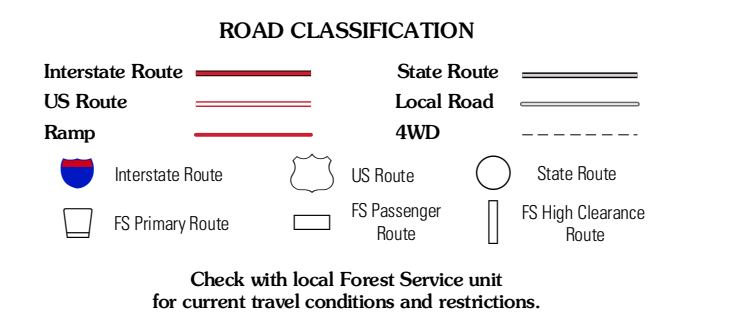 ROAD CLASSIFICATION
Interstate Route
State Route
US Route
Local Road
Ramp
4WD
Interstate Route
US Route
State Route
FS Primary Route
FS Passenger
Route
FS High Clearance
Route
Check with local Forest Service unit
for current travel conditions and restrictions.